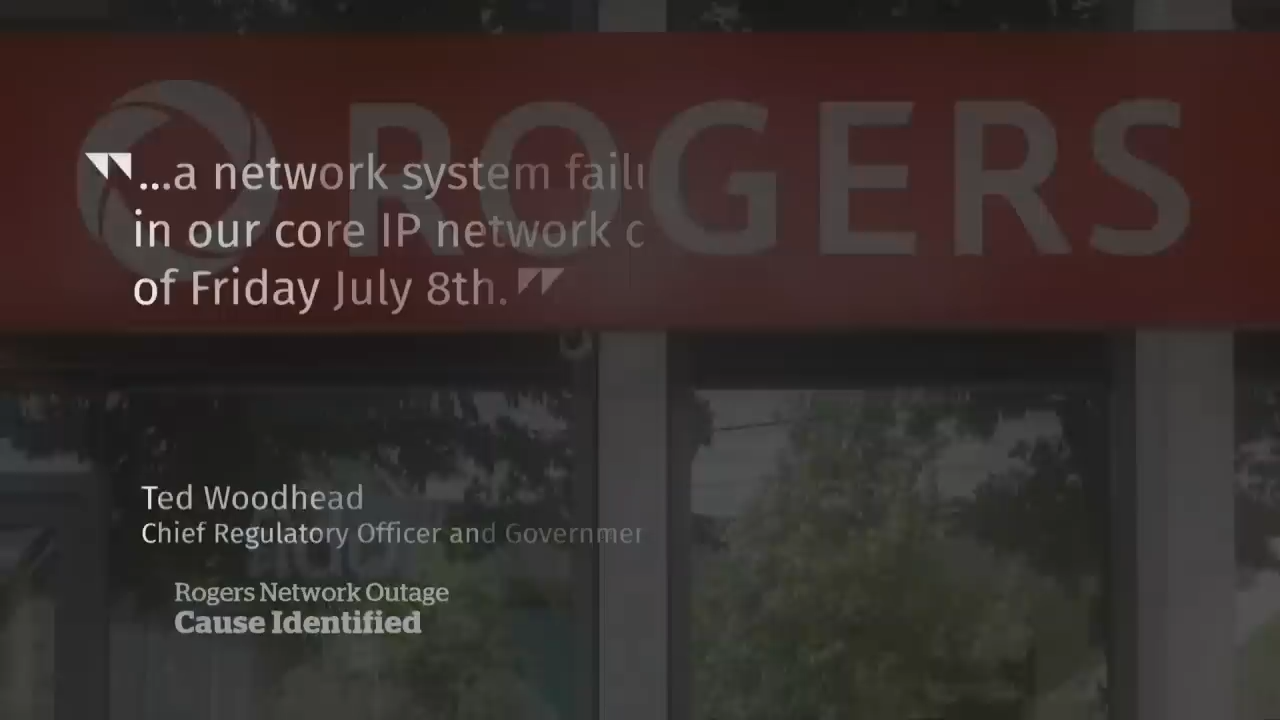 ROGERS
...a network system
in our core IP network
of Friday July 8th.
Ted Woodhead
Chief Regulatory Officer and
Rogers Network Outage
Cause Identified